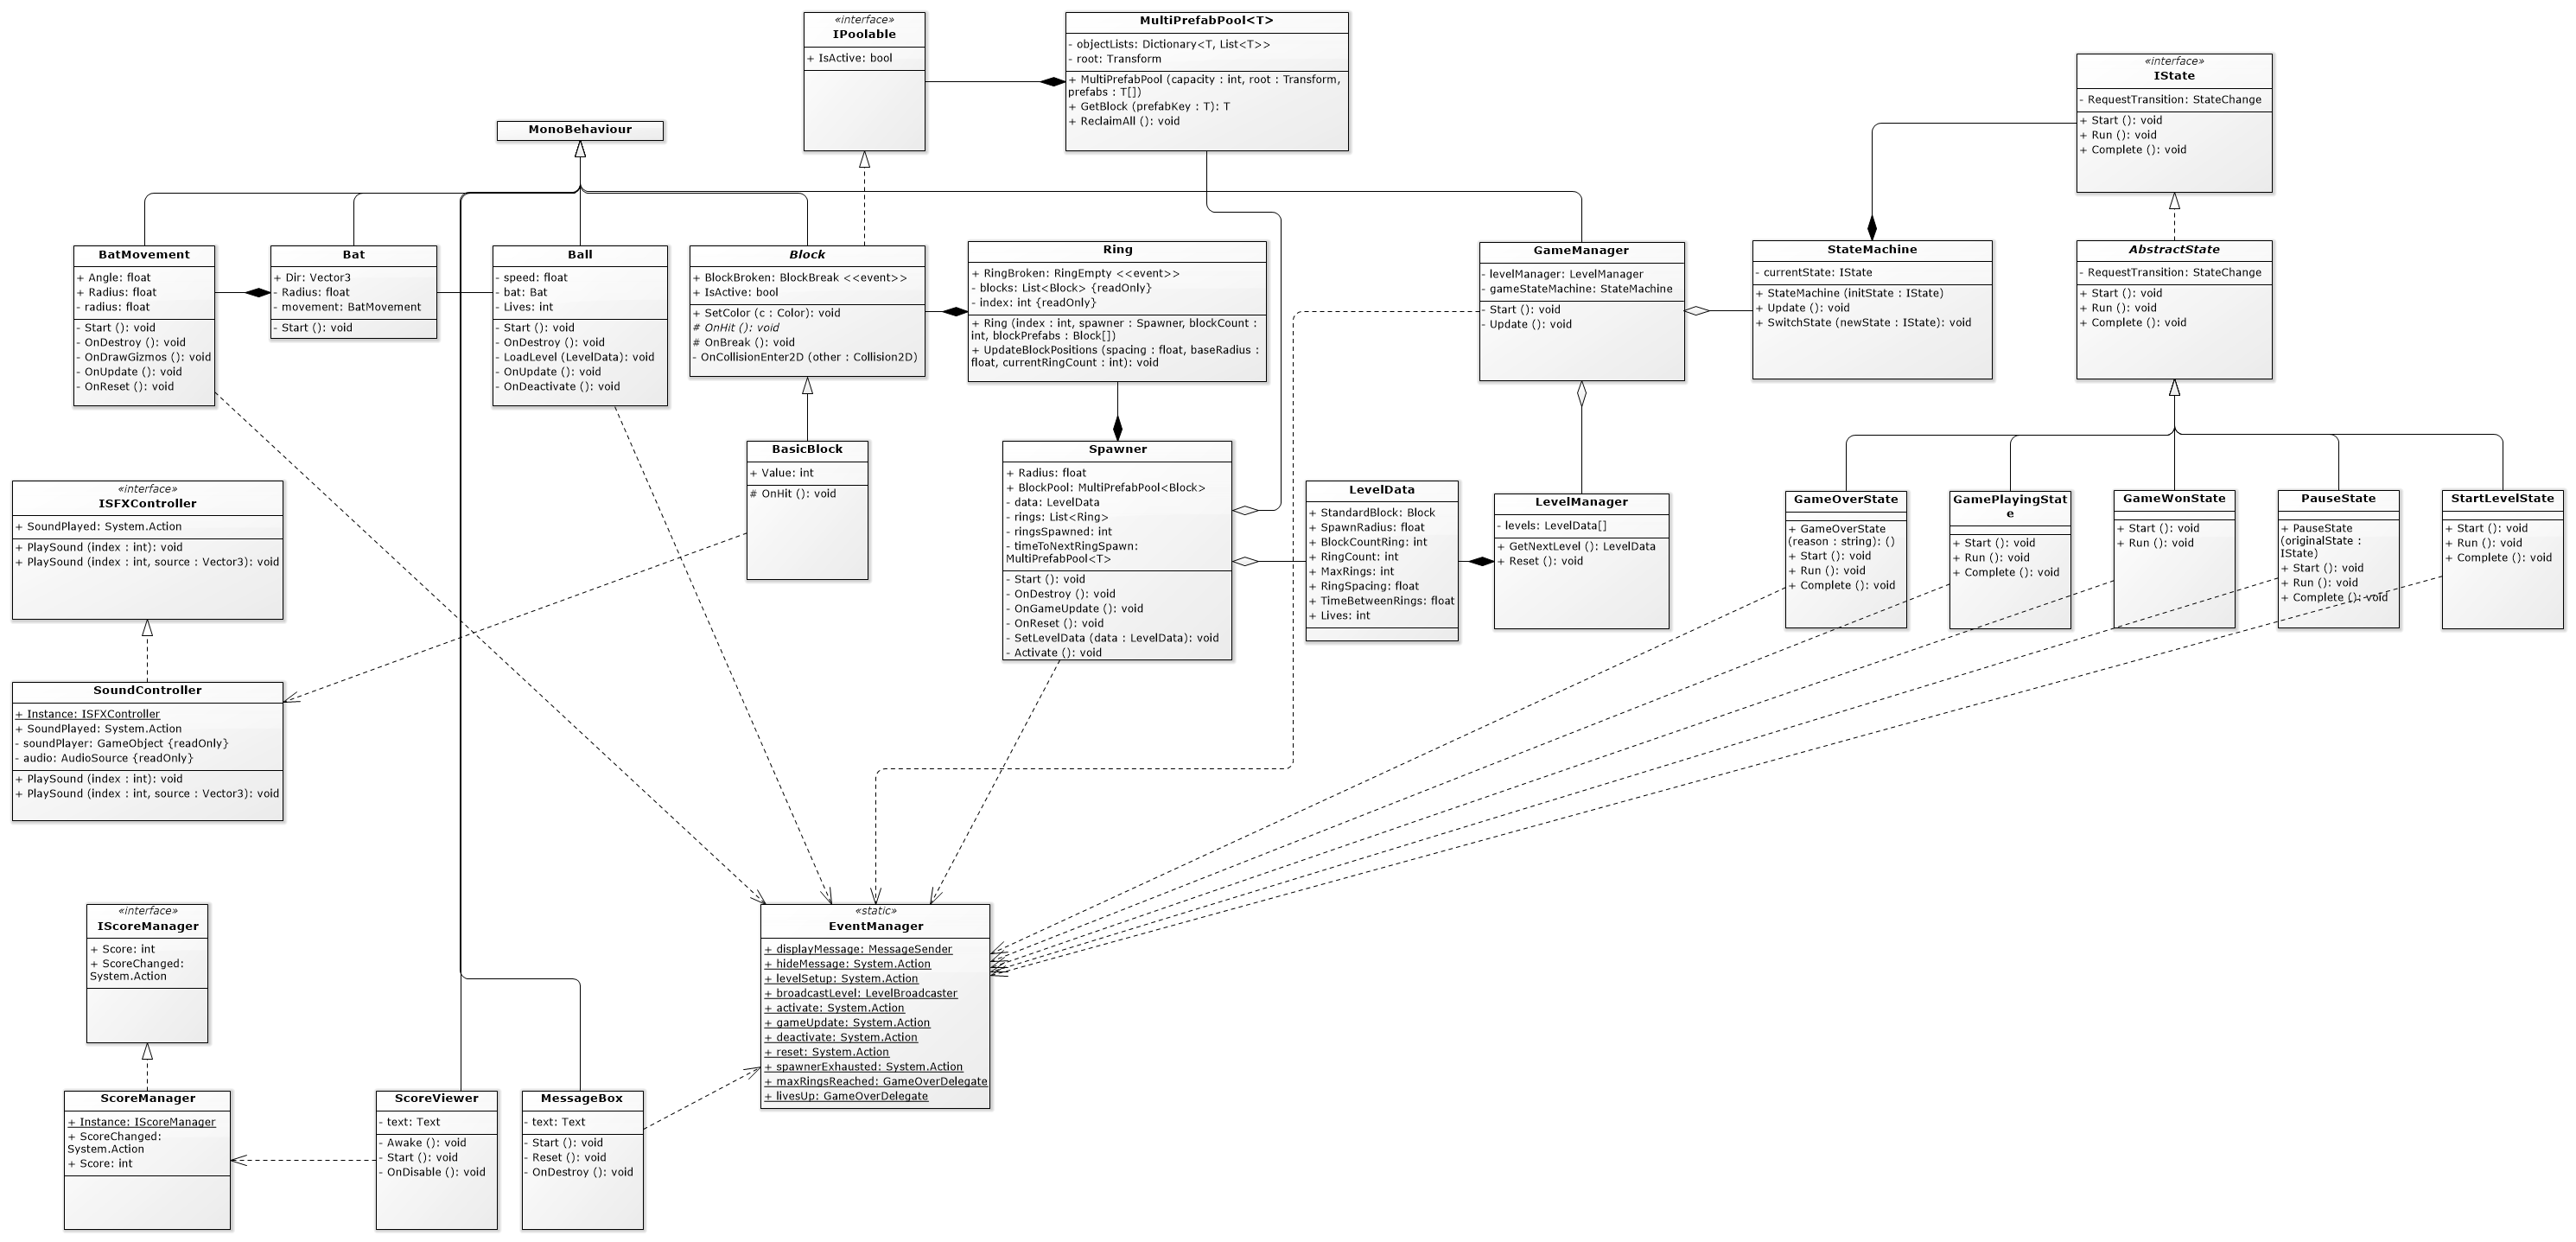 «interface»
IPoolable
+ IsActive: bool
MultiPrefabPool<T>
- objectLists: Dictionary<T, List<T>>
- root: Transform
+ MultiPrefabPool (capacity : int, root : Transform,
prefabs : T[])
+ GetBlock (prefabKey : T): T
+ ReclaimAll (): void
«interface»
IState
- RequestTransition: StateChange
+ Start (): void
+ Run (): void
+ Complete (): void
MonoBehaviour
BatMovement
+ Angle: float
+ Radius: float
- radius: float
- Start (): void
- OnDestroy (): void
- OnDrawGizmos (): void
- OnUpdate (): void
- OnReset (): void
Bat
+ Dir: Vector3
- Radius: float
- movement: BatMovement
- Start (): void
Ball
- speed: float
- bat: Bat
- Lives: int
- Start (): void
- OnDestroy (): void
- LoadLevel (LevelData): void
- OnUpdate (): void
- OnDeactivate (): void
Block
+ BlockBroken: BlockBreak <<event>>
+ IsActive: bool
+ SetColor (c : Color): void
# OnHit (): void
# OnBreak (): void
- OnCollisionEnter2D (other : Collision2D)
Ring
+ RingBroken: RingEmpty <<event>>
- blocks: List<Block> {readOnly}
- index: int {readOnly}
+ Ring (index : int, spawner : Spawner, blockCount :
int, blockPrefabs : Block[])
+ UpdateBlockPositions (spacing : float, baseRadius :
float, currentRingCount : int): void
GameManager
- levelManager: LevelManager
- gameStateMachine: StateMachine
- Start (): void
- Update (): void
StateMachine
- currentState: IState
+ StateMachine (initState : IState)
+ Update (): void
+ SwitchState (newState : IState): void
AbstractState
- RequestTransition: StateChange
+ Start (): void
+ Run (): void
+ Complete (): void
BasicBlock
+ Value: int
# OnHit (): void
Spawner
+ Radius: float
+ BlockPool: MultiPrefabPool<Block>
- data: LevelData
- rings: List<Ring>
- ringsSpawned: int
- timeToNextRingSpawn:
MultiPrefabPool<T>
- Start (): void
- OnDestroy (): void
- OnGameUpdate (): void
- OnReset (): void
- SetLevelData (data : LevelData): void
- Activate (): void
LevelData
+ StandardBlock: Block
+ SpawnRadius: float
+ BlockCountRing: int
+ RingCount: int
+ MaxRings: int
+ RingSpacing: float
+ TimeBetweenRings: float
+ Lives: int
LevelManager
- levels: LevelData[]
+ GetNextLevel (): LevelData
+ Reset (): void
GameOverState
+ GameOverState
(reason : string): ()
+ Start (): void
+ Run (): void
+ Complete (): void
GamePlayingStat
e
+ Start (): void
+ Run (): void
+ Complete (): void
GameWonState
+ Start (): void
+ Run (): void
PauseState
+ PauseState
(originalState :
IState)
+ Start (): void
+ Run (): void
+ Complete (): void
StartLevelState
+ Start (): void
+ Run (): void
+ Complete (): void
«interface»
ISFXController
+ SoundPlayed: System.Action
+ PlaySound (index : int): void
+ PlaySound (index : int, source : Vector3): void
SoundController
+ Instance: ISFXController
+ SoundPlayed: System.Action
- soundPlayer: GameObject {readOnly}
- audio: AudioSource {readOnly}
+ PlaySound (index : int): void
+ PlaySound (index : int, source : Vector3): void
«interface»
IScoreManager
+ Score: int
+ ScoreChanged:
System.Action
«static»
EventManager
+ displayMessage: MessageSender
+ hideMessage: System.Action
+ levelSetup: System.Action
+ broadcastLevel: LevelBroadcaster
+ activate: System.Action
+ gameUpdate: System.Action
+ deactivate: System.Action
+ reset: System.Action
+ spawnerExhausted: System.Action
+ maxRingsReached: GameOverDelegate
+ livesUp: GameOverDelegate
ScoreManager
+ Instance: IScoreManager
+ ScoreChanged:
System.Action
+ Score: int
ScoreViewer
- text: Text
- Awake (): void
- Start (): void
- OnDisable (): void
MessageBox
- text: Text
- Start (): void
- Reset (): void
- OnDestroy (): void